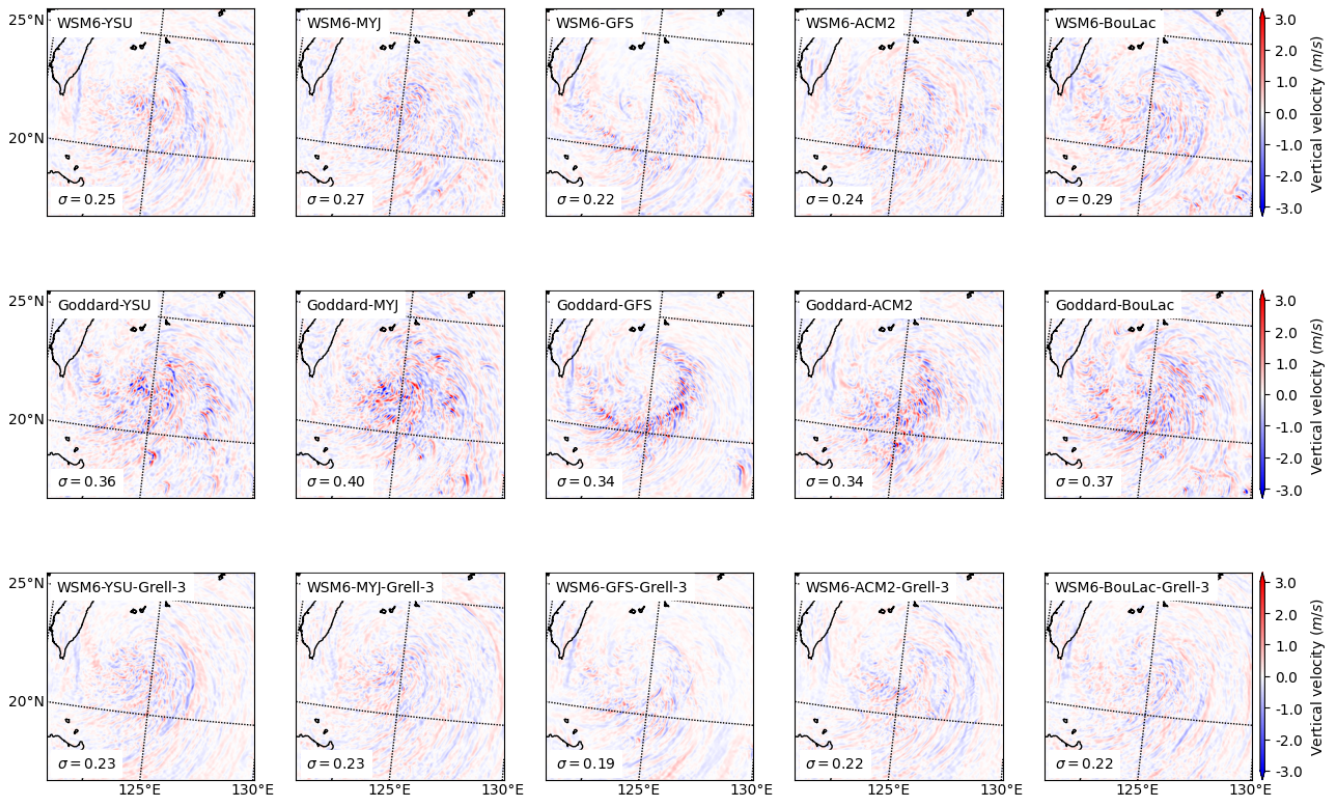 25°N
20°N
WSM6-YSU
σ = 0.25
WSM6-MYJ
σ = 0.27
WSM6-GFS
σ = 0.22
WSM6-ACM2
σ = 0.24
WSM6-BouLac
σ = 0.29
3.0
2.0
1.0
0.0
-1.0
-2.0
-3.0
Vertical velocity (m/s)
25°N
20°N
Goddard-YSU
σ = 0.36
Goddard-MYJ
σ = 0.40
Goddard-GFS
σ = 0.34
Goddard-ACM2
σ = 0.34
Goddard-BouLac
σ = 0.37
3.0
2.0
1.0
0.0
-1.0
-2.0
-3.0
Vertical velocity (m/s)
25°N
20°N
WSM6-YSU-Grell-3
σ = 0.23
WSM6-MYJ-Grell-3
σ = 0.23
WSM6-GFS-Grell-3
σ = 0.19
WSM6-ACM2-Grell-3
σ = 0.22
WSM6-BouLac-Grell-3
σ = 0.22
3.0
2.0
1.0
0.0
-1.0
-2.0
-3.0
Vertical velocity (m/s)
125°E 130°E
125°E 130°E
125°E 130°E
125°E 130°E
125°E 130°E